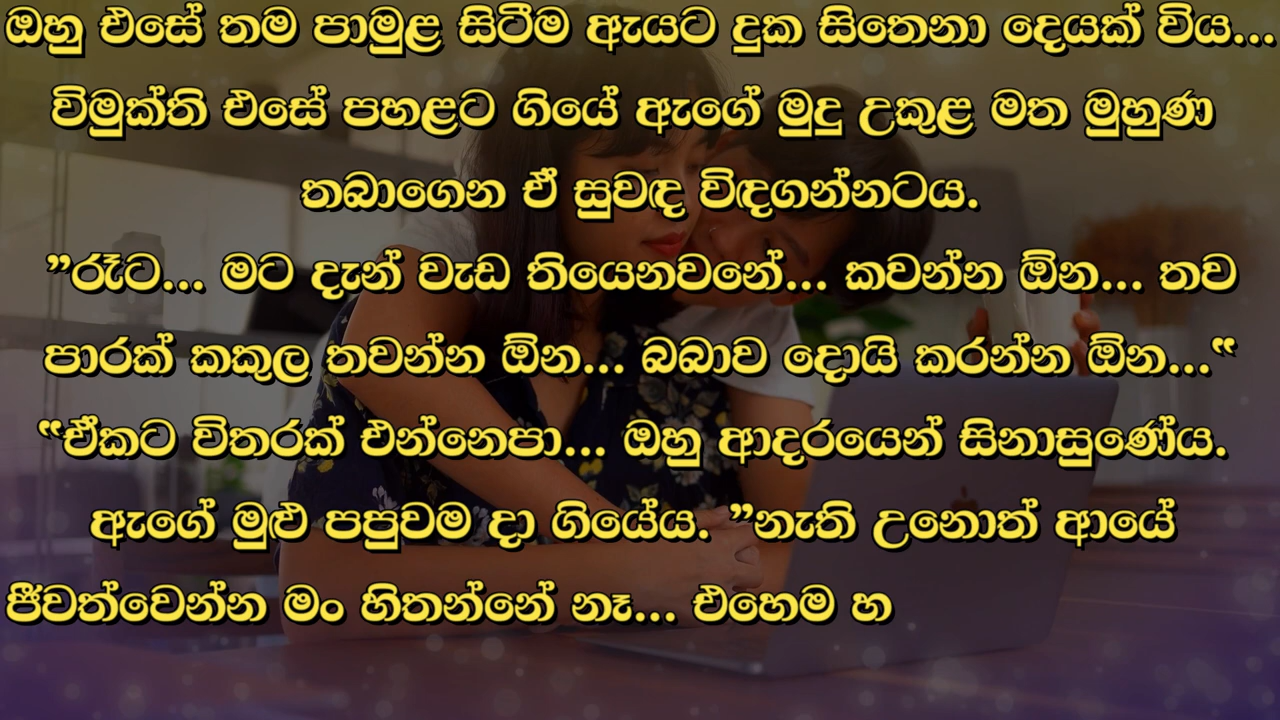 ඔහු එසේ තම පාමුළ සිටීම ඇයට දුක සිතෙනා දෙයක් විය...
විමුක්ති එසේ පහළට ගියේ ඇගේ මුදු උකුළ මත මුහුණ
තබාගෙන ඒ සුවඳ විඳගන්නටය.
”රෑට... මට දැන් වැඩ තියෙනවනේ... කවන්න ඕන... තව
පාරක් කකුල තවන්න ඕන... බබාව දොයි කරන්න ඕන...“
“ඒකට විතරක් එන්නෙපා... ඔහු ආදරයෙන් සිනාසුණේය.
ඇගේ මුළු පපුවම දා ගියේය. ”නැති උනොත් ආයේ
ජීවත්වෙන්න මං හිතන්නේ නෑ... එහෙම හ